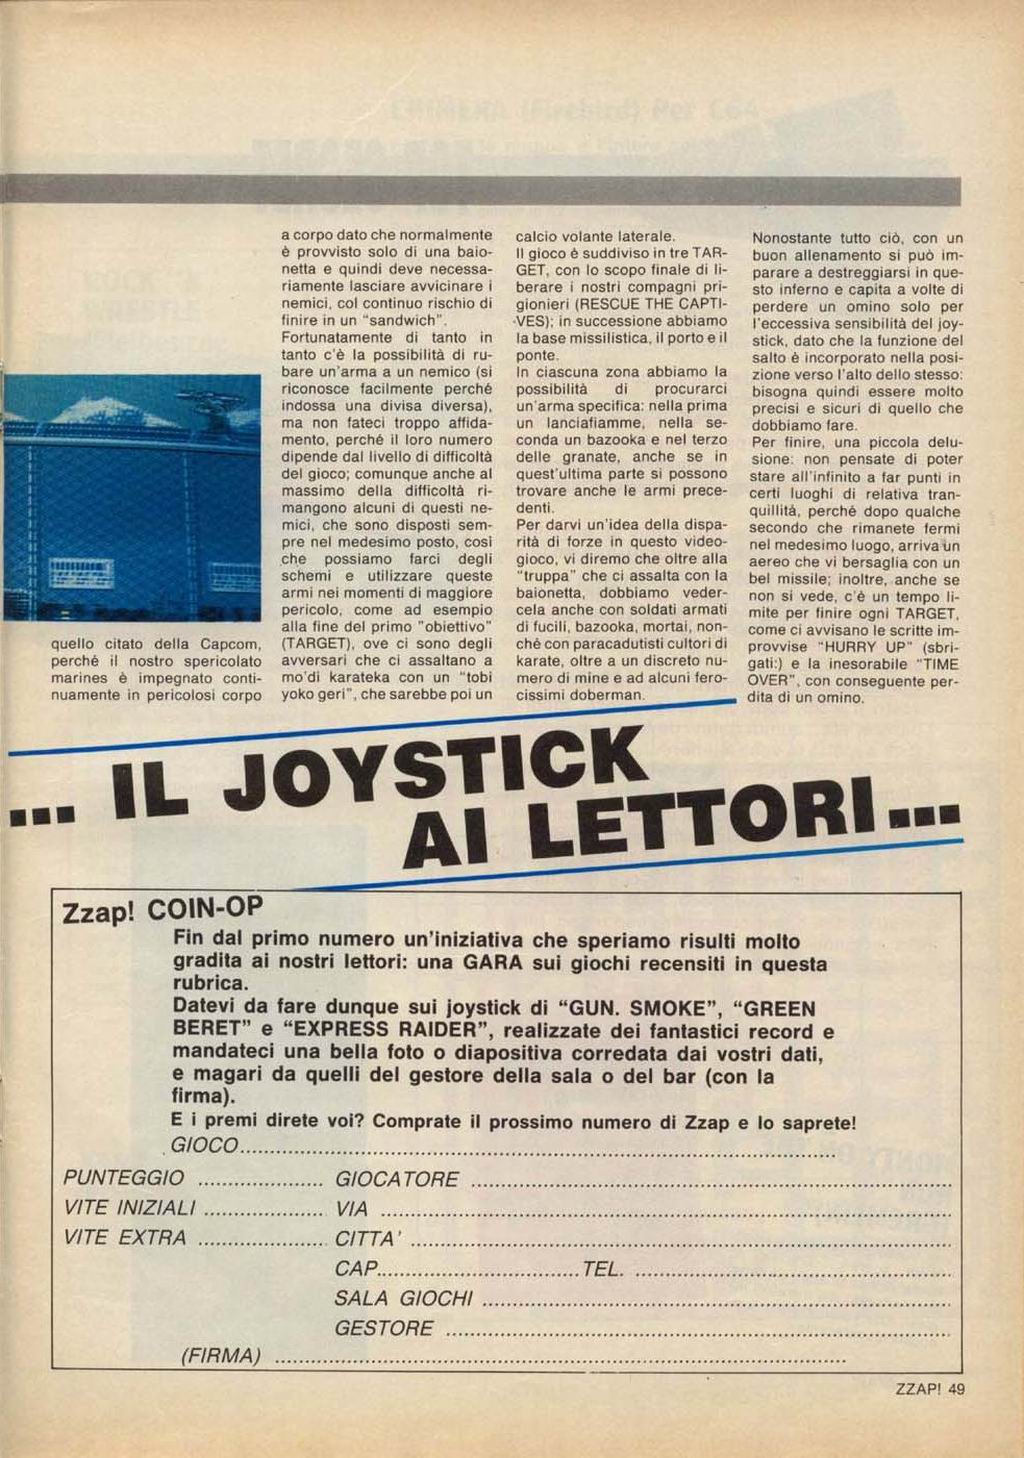 quello citato della Capcom,
perché il nostro spericolato
marines è impegnato conti-
nuamente in pericolosi corpo
a corpo dato che normalmente
è provvisto solo di una baio-
netta e quindi deve necessa-
riamente lasciare avvicinare i
nemici, col continuo rischio di
finire in un "sandwich".
Fortunatamente di tanto in
tanto c'è la possibilità di ru-
bare un'arma a un nemico (si
riconosce facilmente perché
indossa una divisa diversa),
ma non fateci troppo affida-
mento, perché il loro numero
dipende dal livello di difficoltà
del gioco; comunque anche al
massimo della difficoltà ri-
mangono alcuni di questi ne-
mici, che sono disposti sem-
pre nel medesimo posto, così
che possiamo farci degli
schemi e utilizzare queste
armi nei momenti di maggiore
pericolo, come ad esempio
alla fine del primo "obiettivo"
(TARGET), ove ci sono degli
avversari che ci assaltano a
mo'di karateka con un "tobi
yoko geri", che sarebbe poi un
calcio volante laterale.
Il gioco è suddiviso in tre TAR-
GET, con lo scopo finale di li-
berare i nostri compagni pri-
gionieri (RESCUE THE CAPTI-
VES); in successione abbiamo
la base missilistica, il porto e il
ponte.
In ciascuna zona abbiamo la
possibilità di procurarci
un'arma specifica: nella prima
un lanciafiamme, nella se-
conda un bazooka e nel terzo
delle granate, anche se in
quest'ultima parte si possono
trovare anche le armi prece-
denti.
Per darvi un'idea della dispa-
rità di forze in questo video-
gioco, vi diremo che oltre alla
"truppa" che ci assalta con la
baionetta, dobbiamo veder-
cela anche con soldati armati
di fucili, bazooka, mortai, non-
ché con paracadutisti cultori di
karate, oltre a un discreto nu-
mero di mine e ad alcuni fero-
cissimi doberman.
Nonostante tutto ciò, con un
buon allenamento si può im-
parare a destreggiarsi in que-
sto inferno e capita a volte di
perdere un omino solo per
l'eccessiva sensibilità del joy-
stick, dato che la funzione del
salto è incorporato nella posi-
zione verso l'alto dello stesso:
bisogna quindi essere molto
precisi e sicuri di quello che
dobbiamo fare.
Per finire, una piccola delu-
sione: non pensate di poter
stare all'infinito a far punti in
certi luoghi di relativa tran-
quillità, perché dopo qualche
secondo che rimanete fermi
nel medesimo luogo, arriva un
aereo che vi bersaglia con un
bel missile; inoltre, anche se
non si vede, c'è un tempo li-
mite per finire ogni TARGET,
come ci avvisano le scritte im-
provvise "HURRY UP" (sbri-
gati:) e la inesorabile "TIME
OVER", con conseguente per-
dita di un omino.
... IL JOYSTICK
AI LETTORI...
Zzap! COIN-OP
Fin dal primo numero un'iniziativa che speriamo risulti molto
gradita ai nostri lettori: una GARA sui giochi recensiti in questa
rubrica.
Datevi da fare dunque sui joystick di "GUN. SMOKE", "GREEN
BERET" e "EXPRESS RAIDER", realizzate dei fantastici record e
mandateci una bella foto o diapositiva corredata dai vostri dati,
e magari da quelli del gestore della sala o del bar (con la
firma).
E i premi direte voi? Comprate il prossimo numero di Zzap e lo saprete!
GIOCO..........
PUNTEGGIO .......... GIOCATORE ..........
VITE INIZIALI .......... VIA ..........
VITE EXTRA .......... CITTA' ..........
CAP.......... TEL. ..........
SALA GIOCHI ..........
GESTORE ..........
(FIRMA) ..........
ZZAP! 49